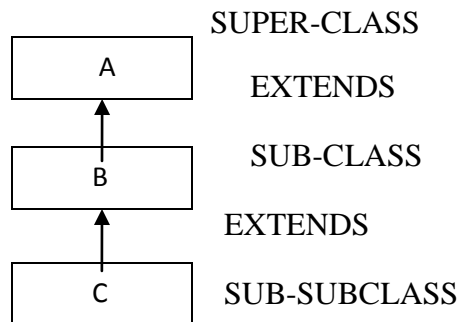 SUPER-CLASS
A
EXTENDS
SUB-CLASS
B
EXTENDS
C
SUB-SUBCLASS